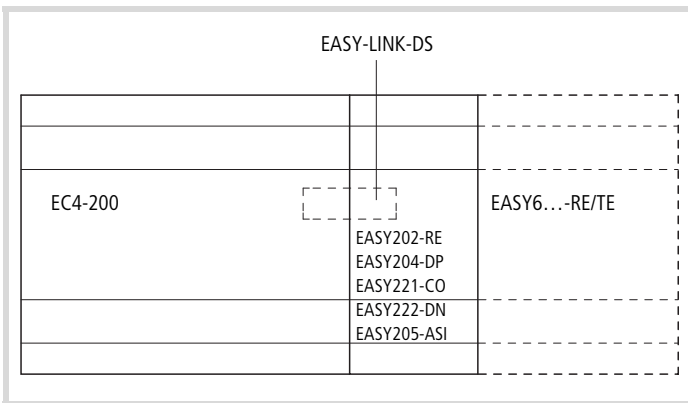 EASY-LINK-DS
EC4-200
EASY6…-RE/TE
EASY202-RE
EASY204-DP
EASY221-CO
EASY222-DN
EASY205-ASI